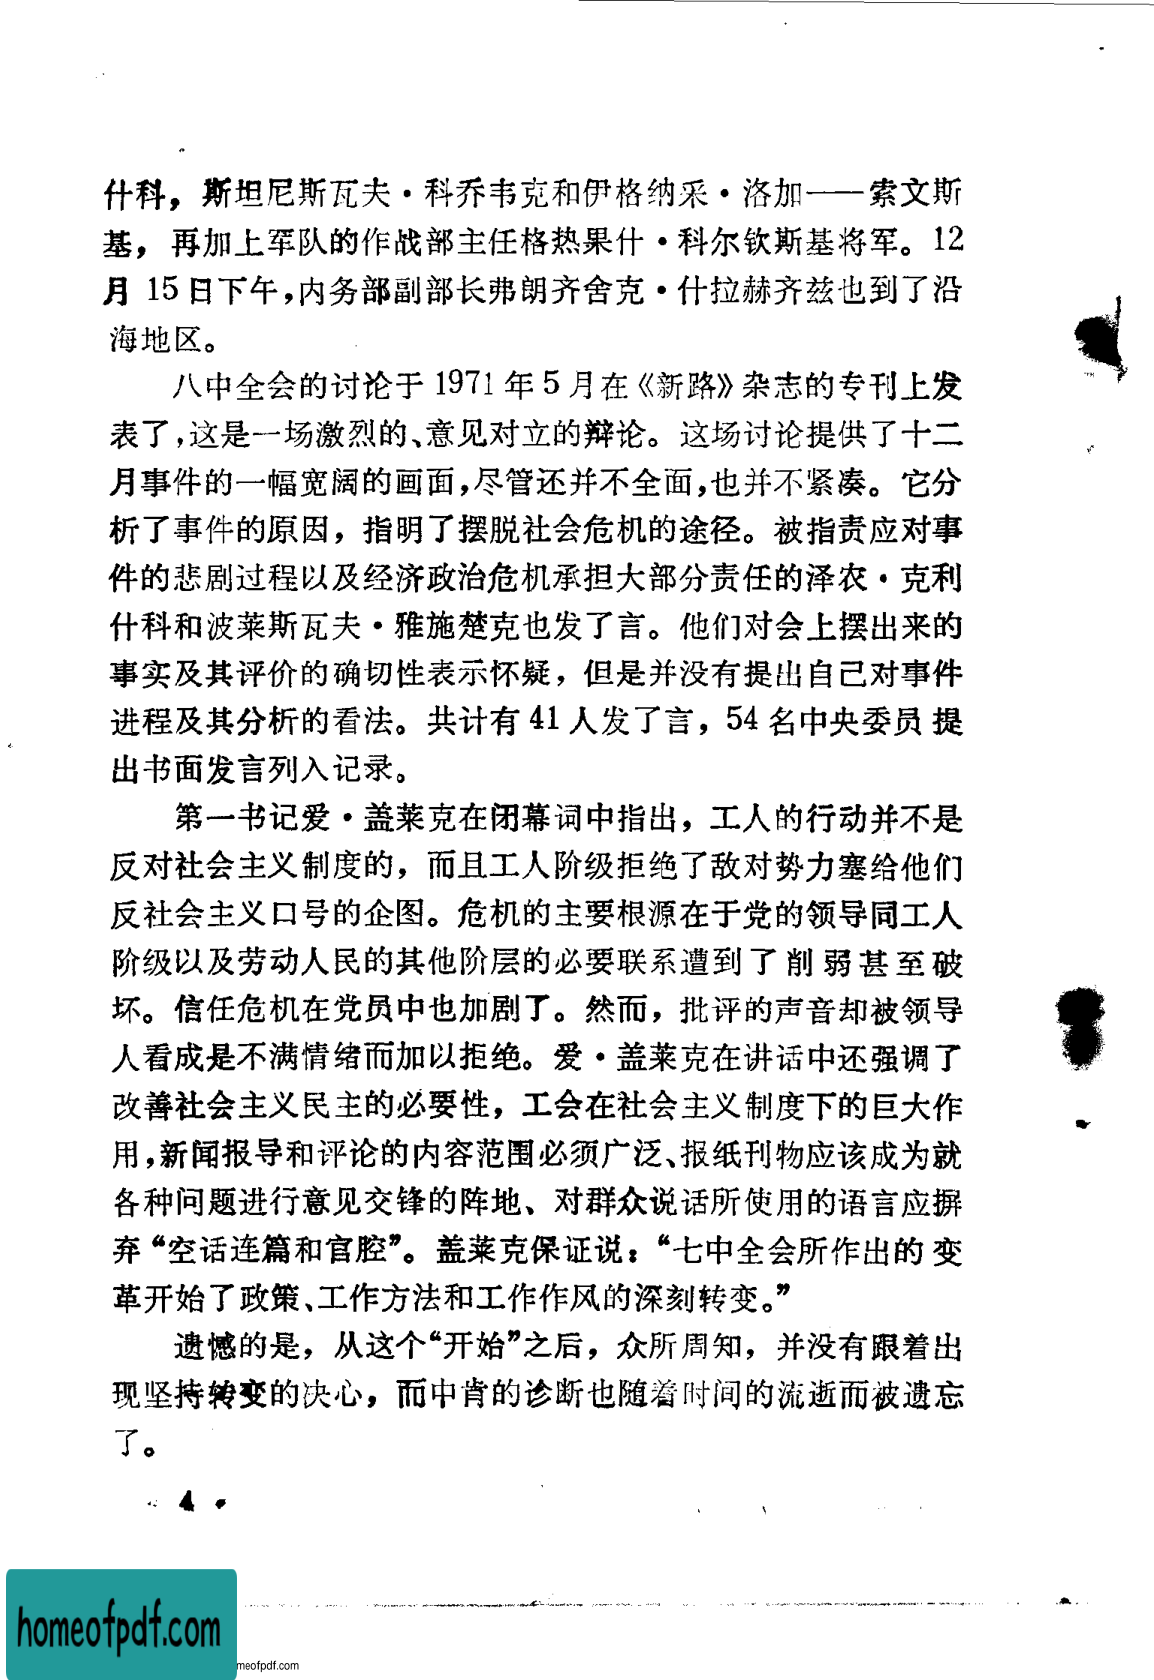 什科，斯坦尼斯瓦夫·科乔韦克和伊格纳采·洛加——索文斯
基，再加上军队的作战部主任格热果什·科尔钦斯基将军。12
月 15 日下午，内务部副部长弗朗齐舍克·什拉赫齐兹也到了沿
海地区。
八中全会的讨论于 1971 年 5 月在《新路》杂志的专刊上发
表了，这是一场激烈的、意见对立的辩论。这场讨论提供了十二
月事件的一幅宽阔的画面，尽管还并不全面，也并不紧凑。它分
析了事件的原因，指明了摆脱社会危机的途径。被指责应对事
件的悲剧过程以及经济政治危机承担大部分责任的泽农·克利
什科和波莱斯瓦夫·雅施楚克也发了言。他们对会上摆出来的
事实及其评价的确切性表示怀疑，但是并没有提出自己对事件
进程及其分析的看法。共计有 41 人发了言，54 名中央委员提
出书面发言列入记录。
第一书记爱·盖莱克在闭幕词中指出，工人的行动并不是
反对社会主义制度的，而且工人阶级拒绝了敌对势力塞给他们
反社会主义口号的企图。危机的主要根源在于党的领导同工人
阶级以及劳动人民的其他阶层的必要联系遭到了削弱甚至破
坏。信任危机在党员中也加剧了。然而，批评的声音却被领导
人看成是不满情绪而加以拒绝。爱·盖莱克在讲话中还强调了
改善社会主义民主的必要性，工会在社会主义制度下的巨大作
用，新闻报导和评论的内容范围必须广泛、报纸刊物应该成为就
各种问题进行意见交锋的阵地、对群众说话所使用的语言应摒
弃“空话连篇和官腔”。盖莱克保证说：“七中全会所作出的变
革开始了政策、工作方法和工作作风的深刻转变。”
遗憾的是，从这个“开始”之后，众所周知，并没有跟着出
现坚持转变的决心，而中肯的诊断也随着时间的流逝而被遗忘
了。
· 4 ·
homeofpdf.com
meofpdf.com